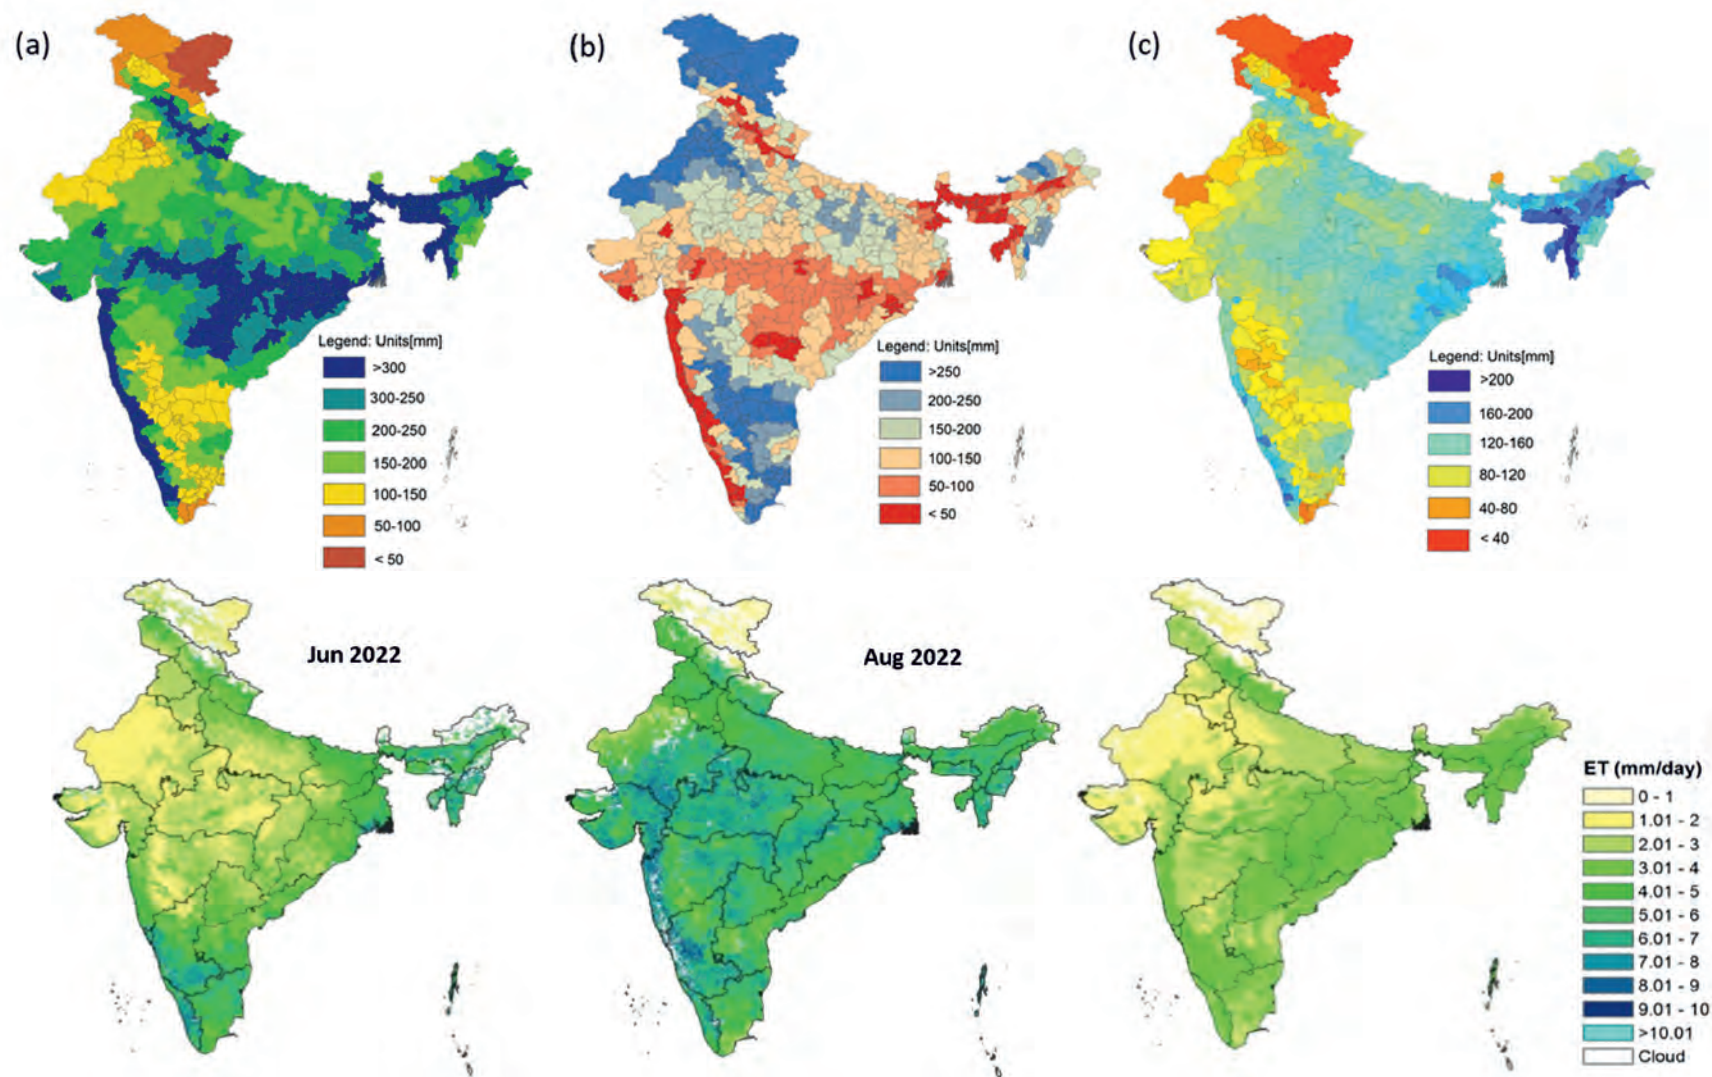 (a)
(b)
(c)
Legend: Units[mm]
>300
300-250
200-250
150-200
100-150
50-100
< 50
Legend: Units[mm]
>250
200-250
150-200
100-150
50-100
< 50
Legend: Units[mm]
>200
160-200
120-160
80-120
40-80
< 40
Jun 2022
Aug 2022
ET (mm/day)
0 - 1
1.01 - 2
2.01 - 3
3.01 - 4
4.01 - 5
5.01 - 6
6.01 - 7
7.01 - 8
8.01 - 9
9.01 - 10
>10.01
Cloud